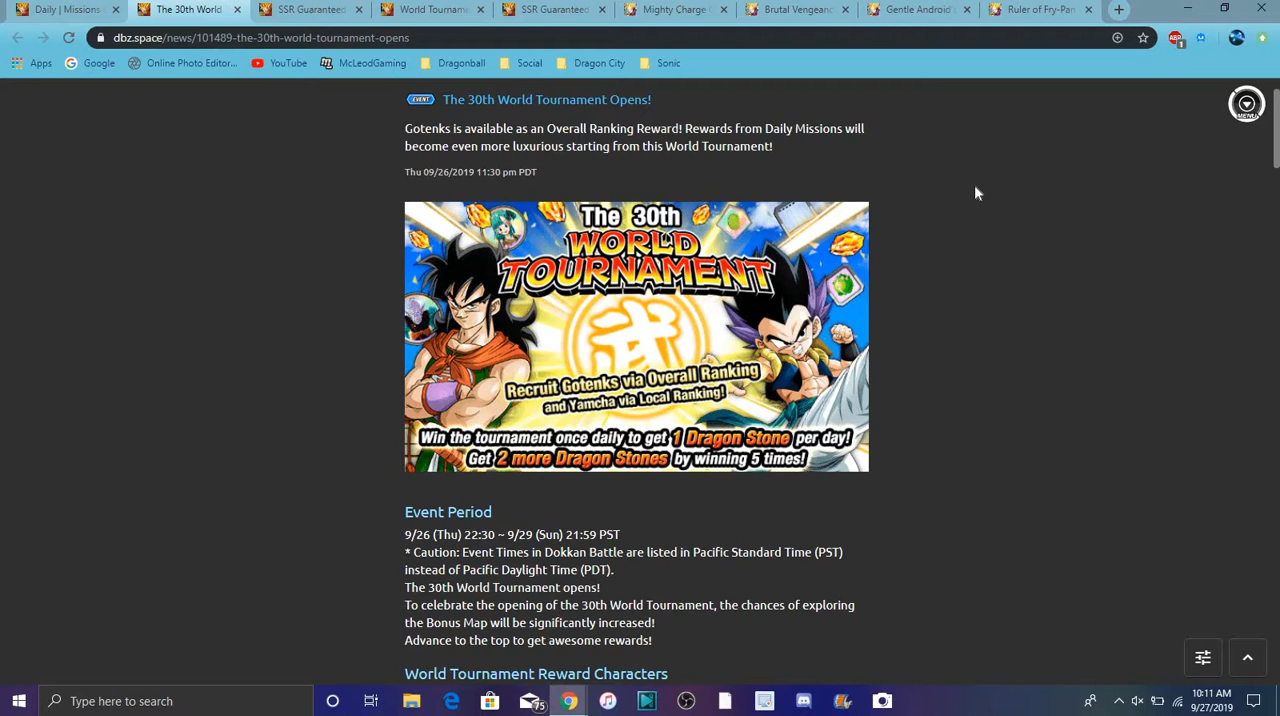 Daily | Missions
The 30th World
SSR Guaranteed
World Tourname
SSR Guaranteed
Mighty Charge
Brutal Vengean
Gentle Android
Ruler of Fry-Pan
dbz.space/news/101489-the-30th-world-tournament-opens
ABP
1
Apps
Google
Online Photo Editor...
YouTube
McLeodGaming
Dragonball
Social
Dragon City
Sonic
EVENT The 30th World Tournament Opens!
MENU
Gotenks is available as an Overall Ranking Reward! Rewards from Daily Missions will
become even more luxurious starting from this World Tournament!
Thu 09/26/2019 11:30 pm PDT
The 30th
WORLD
TOURNAMENT
武
Recruit Gotenks via Overall Ranking
and Yamcha via Local Ranking!
Win the tournament once daily to get 1 Dragon Stone per day!
Get 2 more Dragon Stones by winning 5 times!
Event Period
9/26 (Thu) 22:30 ~ 9/29 (Sun) 21:59 PST
* Caution: Event Times in Dokkan Battle are listed in Pacific Standard Time (PST)
instead of Pacific Daylight Time (PDT).
The 30th World Tournament opens!
To celebrate the opening of the 30th World Tournament, the chances of exploring
the Bonus Map will be significantly increased!
Advance to the top to get awesome rewards!
World Tournament Reward Characters
Type here to search
75
10:11 AM
9/27/2019